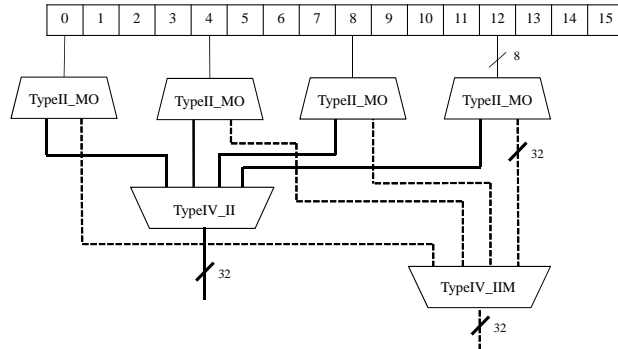 0 1 2 3 4 5 6 7 8 9 10 11 12 13 14 15
8
TypeII_MO TypeII_MO TypeII_MO TypeII_MO
32
TypeIV_II
32
TypeIV_IIM
32